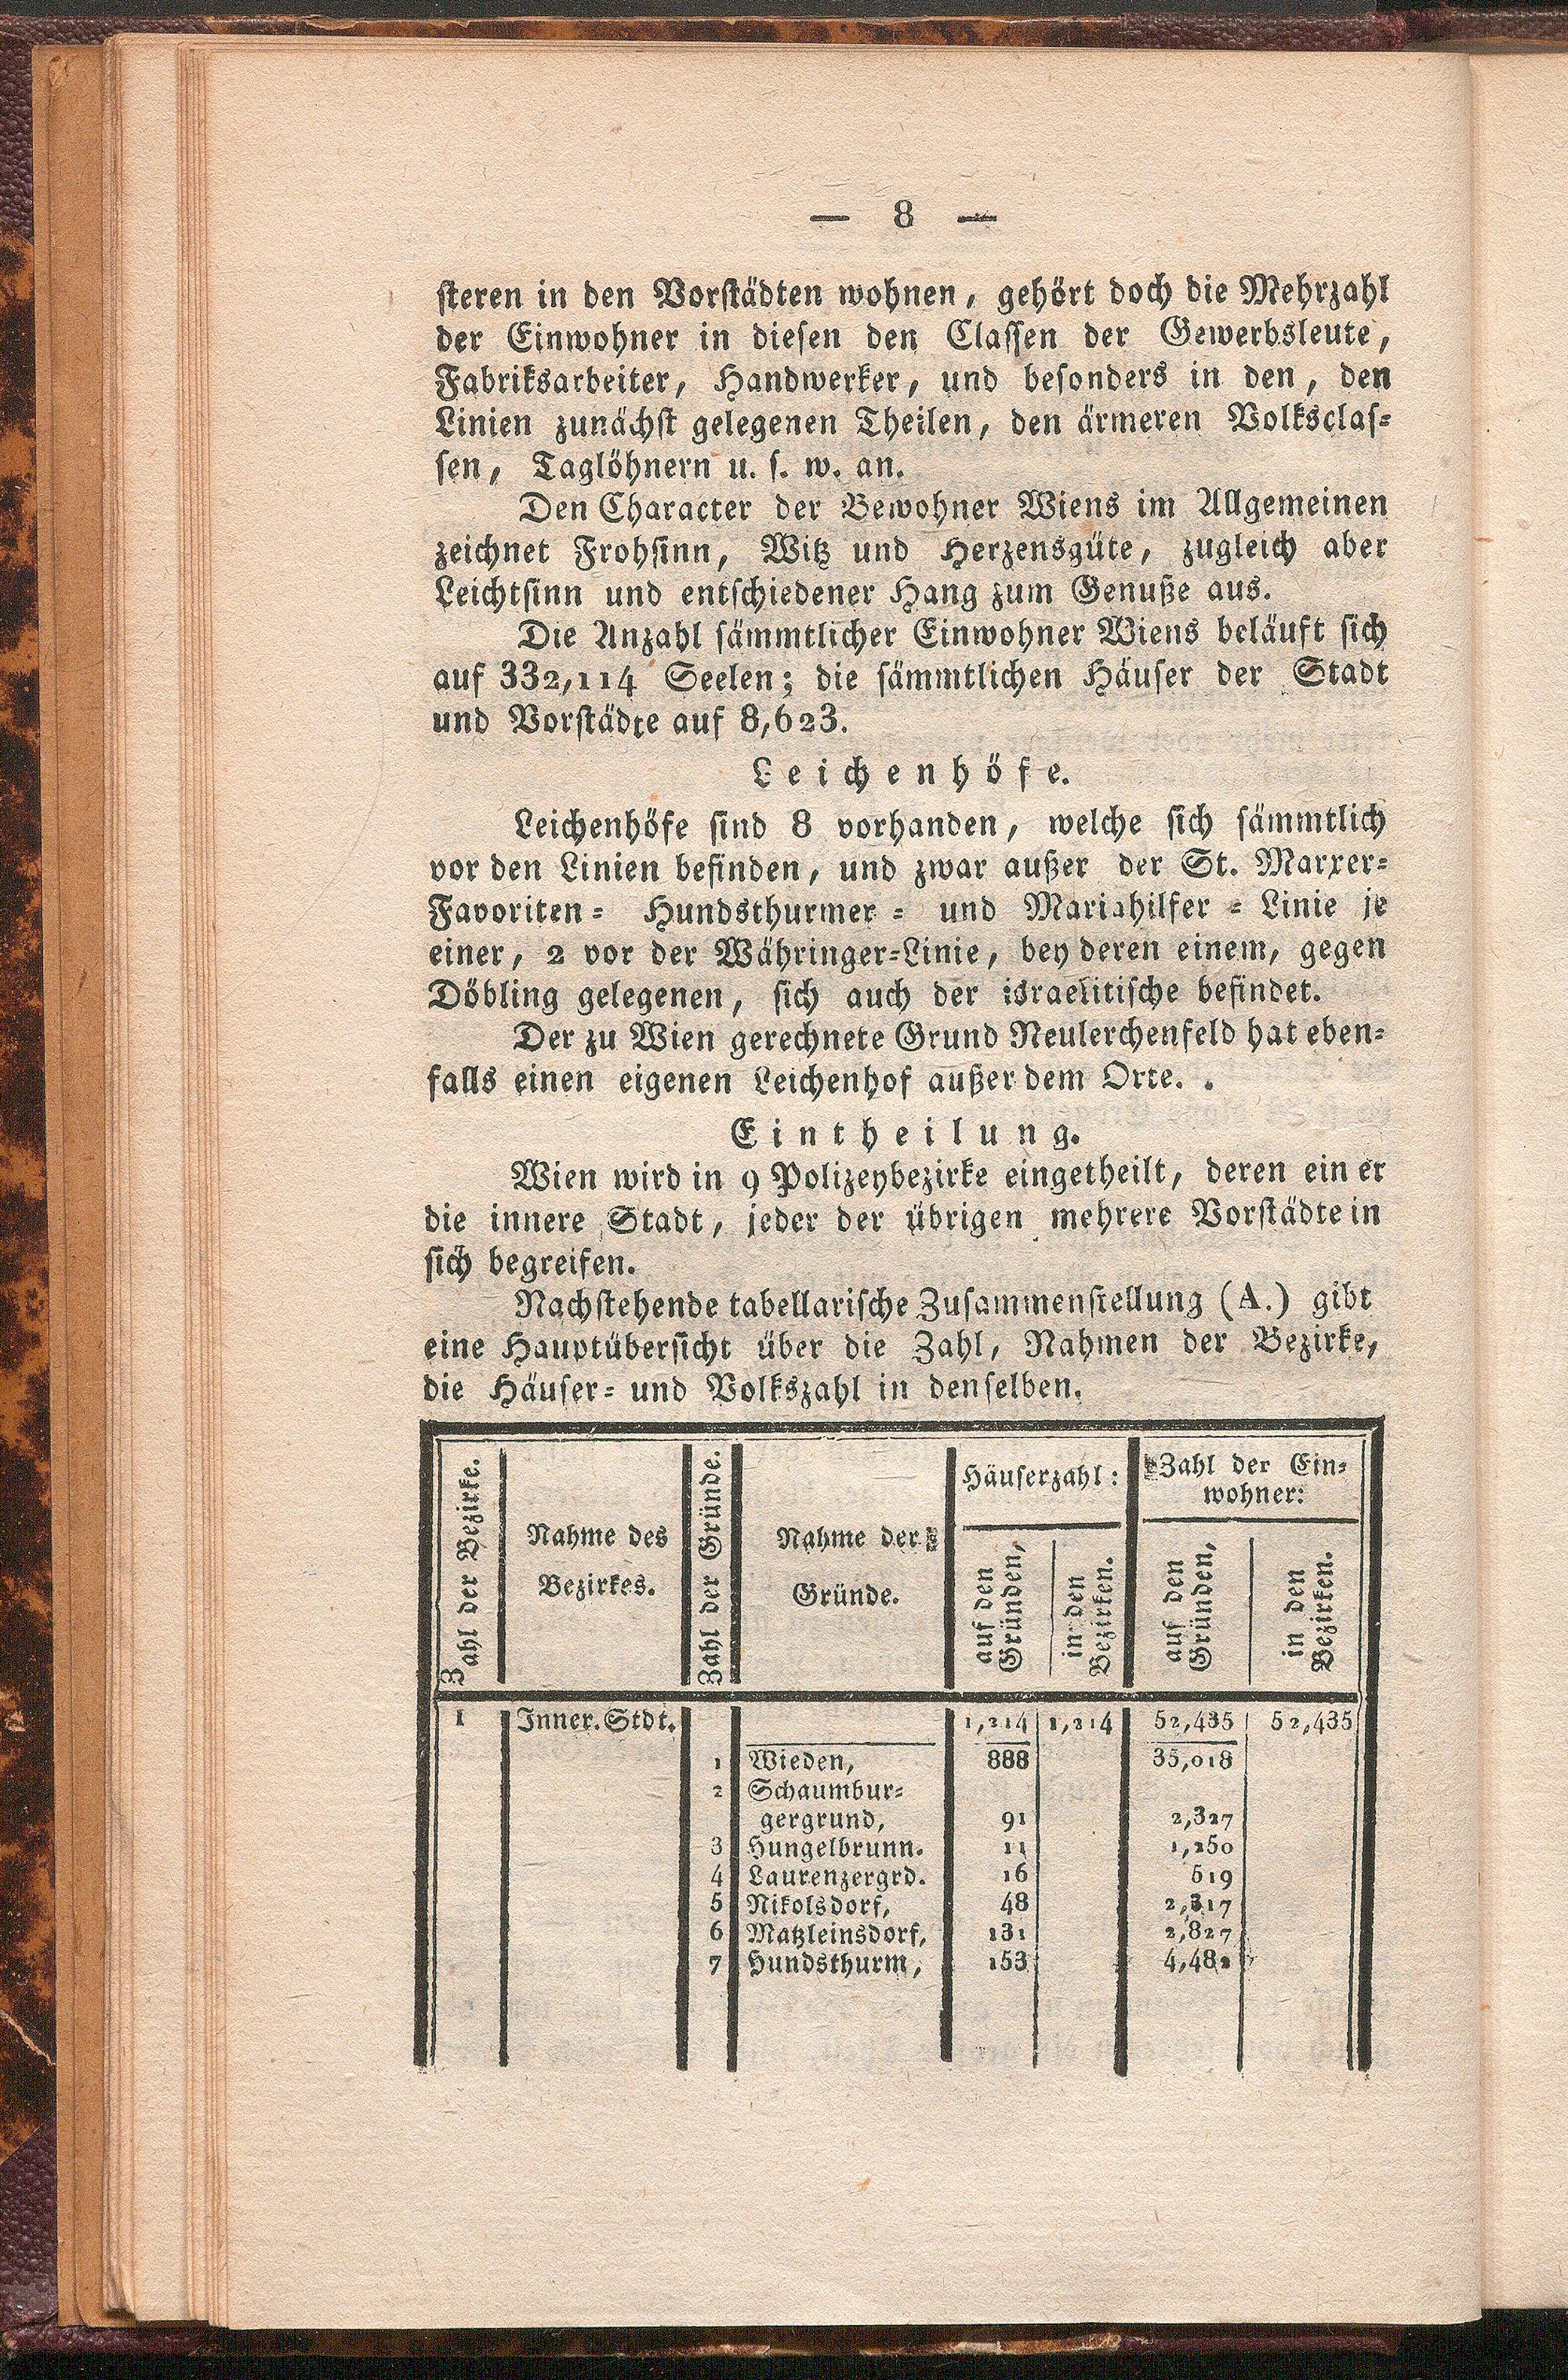 — 8 —
steren in den Vorstädten wohnen, gehört doch die Mehrzahl
der Einwohner in diesen den Classen der Gewerbsleute,
Fabriksarbeiter, Handwerker, und besonders in den, den
Linien zunächst gelegenen Theilen, den ärmeren Volksclas-
sen, Taglöhnern u. s. w. an.
Den Character der Bewohner Wiens im Allgemeinen
zeichnet Frohsinn, Witz und Herzensgüte, zugleich aber
Leichtsinn und entschiedener Hang zum Genuße aus.
Die Anzahl sämmtlicher Einwohner Wiens beläuft sich
auf 332,114 Seelen; die sämmtlichen Häuser der Stadt
und Vorstädte auf 8,623.
Leichenhöfe.
Leichenhöfe sind 8 vorhanden, welche sich sämmtlich
vor den Linien befinden, und zwar außer der St. Marxer-
Favoriten- Hundsthurmer- und Mariahilfer-Linie je
einer, 2 vor der Währinger-Linie, bey deren einem, gegen
Döbling gelegenen, sich auch der israelitische befindet.
Der zu Wien gerechnete Grund Neulerchenfeld hat eben-
falls einen eigenen Leichenhof außer dem Orte.
Eintheilung.
Wien wird in 9 Polizeybezirke eingetheilt, deren einer
die innere Stadt, jeder der übrigen mehrere Vorstädte in
sich begreifen.
Nachstehende tabellarische Zusammenstellung (A.) gibt
eine Hauptübersicht über die Zahl, Nahmen der Bezirke,
die Häuser- und Volkszahl in denselben.
Zahl der Bezirke.
Nahme des
Bezirkes.
Zahl der Gründe.
Nahme der
Gründe.
Häuserzahl:
auf den
Gründen,
in den
Bezirken.
Zahl der Ein-
wohner:
auf den
Gründen,
in den
Bezirken.
1 Inner. Stdt. 1,214 1,214 52,435 52,435
1 Wieden, 888 35,018
2 Schaumbur-
gergrund, 91 2,327
3 Hungelbrunn. 11 1,250
4 Laurenzergrd. 16 519
5 Nikolsdorf, 48 2,317
6 Matzleinsdorf, 131 2,827
7 Hundsthurm, 153